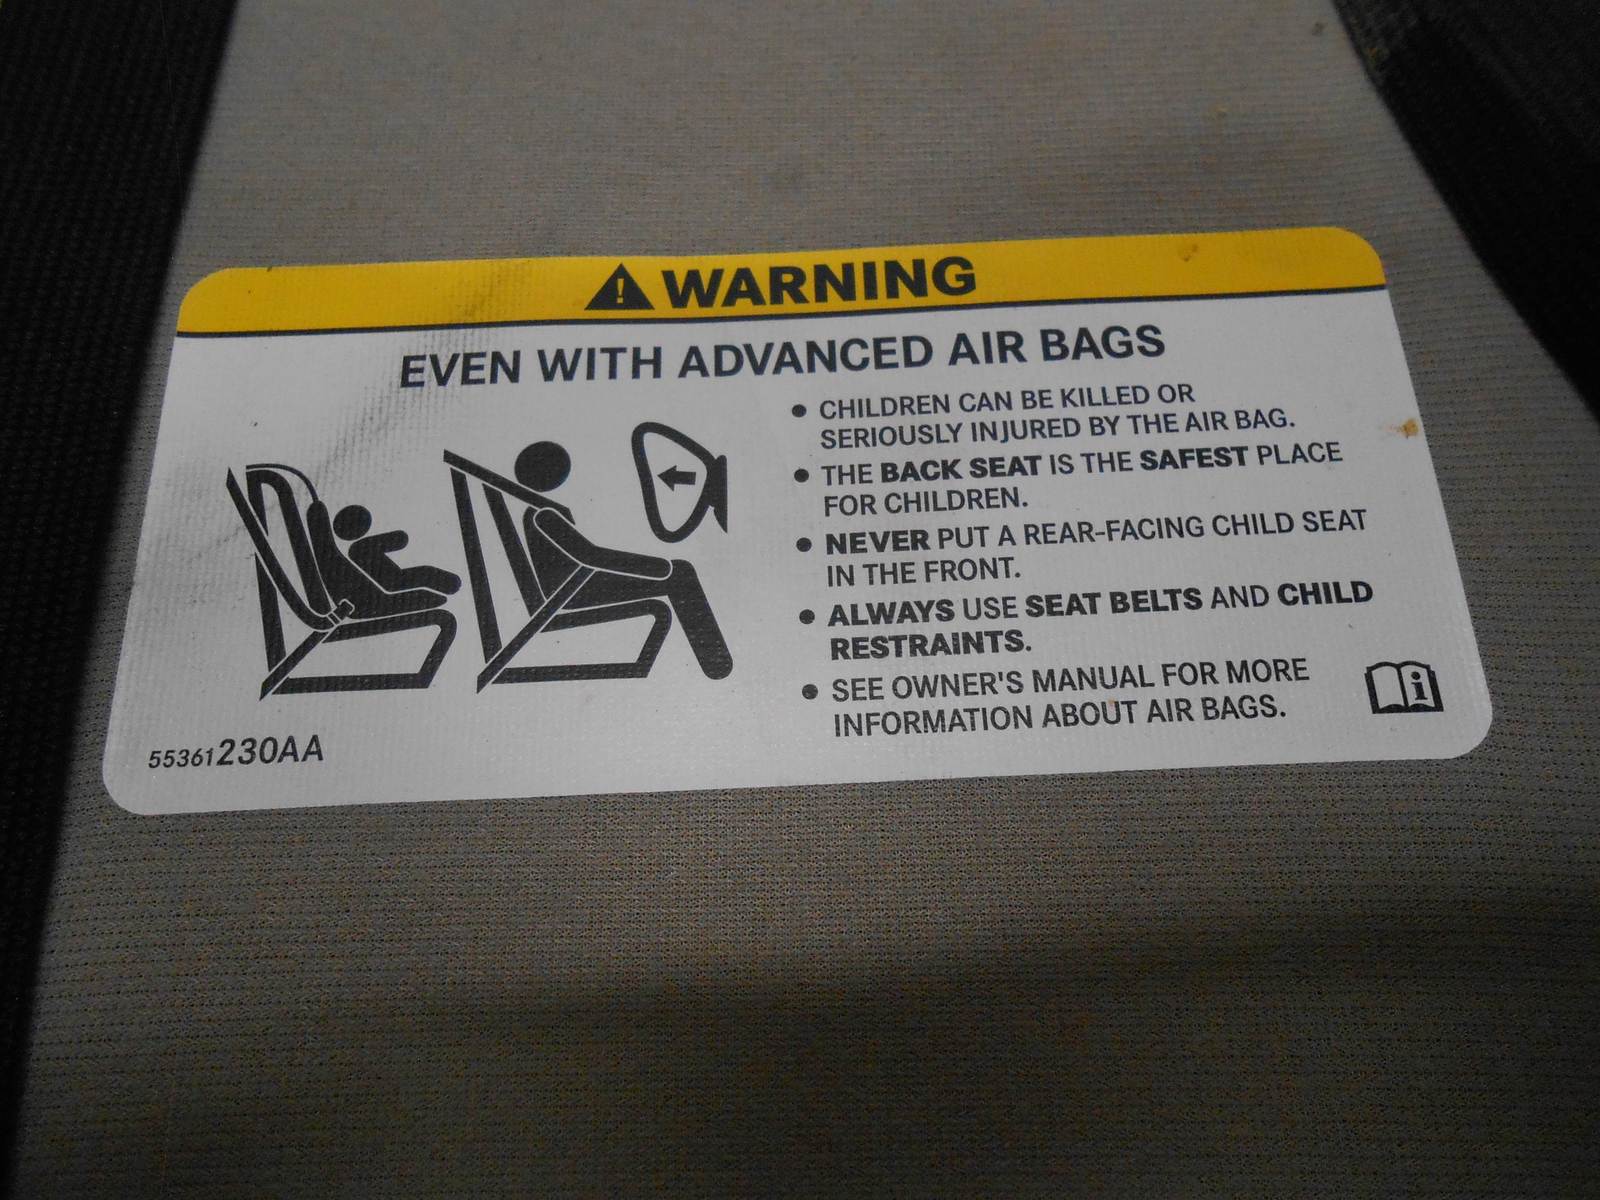 WARNING
EVEN WITH ADVANCED AIR BAGS
• CHILDREN CAN BE KILLED OR
SERIOUSLY INJURED BY THE AIR BAG.
• THE BACK SEAT IS THE SAFEST PLACE
FOR CHILDREN.
• NEVER PUT A REAR-FACING CHILD SEAT
IN THE FRONT.
• ALWAYS USE SEAT BELTS AND CHILD
RESTRAINTS.
• SEE OWNER'S MANUAL FOR MORE
INFORMATION ABOUT AIR BAGS.
55361230AA